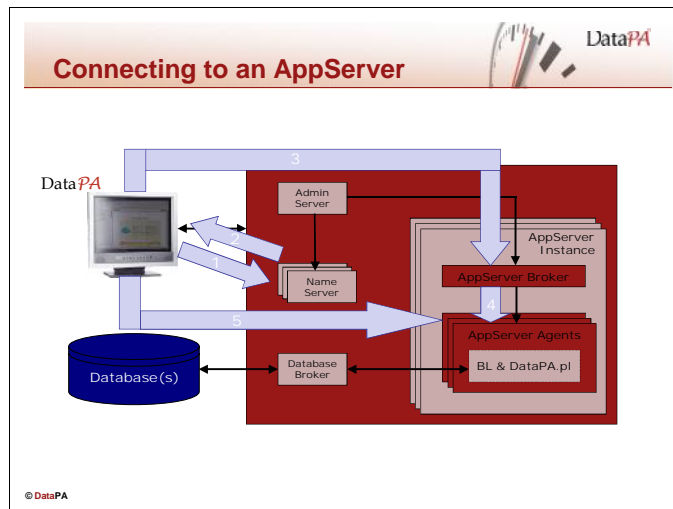 DataPA
Connecting to an AppServer
3
DataPA
Admin
Server
AppServer
Instance
2
1
Name
Server
AppServer Broker
4
5
AppServer Agents
Database
Broker
BL & DataPA.pl
Database(s)
© DataPA